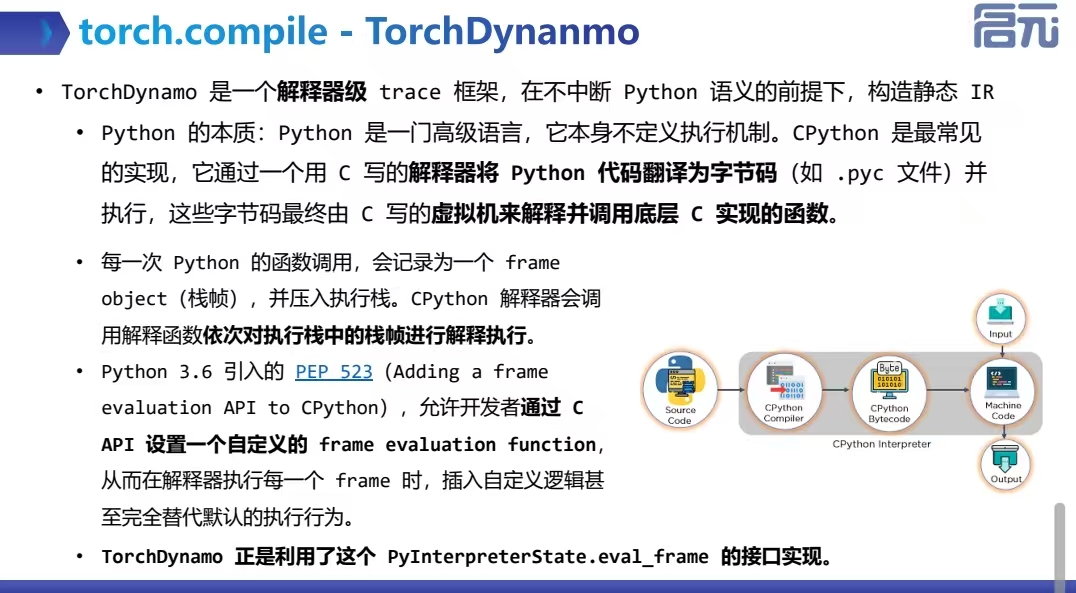 torch.compile - TorchDynanmo
启元
• TorchDynamo 是一个解释器级 trace 框架，在不中断 Python 语义的前提下，构造静态 IR
• Python 的本质：Python 是一门高级语言，它本身不定义执行机制。CPython 是最常见
的实现，它通过一个用 C 写的解释器将 Python 代码翻译为字节码（如 .pyc 文件）并
执行，这些字节码最终由 C 写的虚拟机来解释并调用底层 C 实现的函数。
• 每一次 Python 的函数调用，会记录为一个 frame
object（栈帧），并压入执行栈。CPython 解释器会调
用解释函数依次对执行栈中的栈帧进行解释执行。
• Python 3.6 引入的 PEP 523（Adding a frame
evaluation API to CPython），允许开发者通过 C
API 设置一个自定义的 frame evaluation function，
从而在解释器执行每一个 frame 时，插入自定义逻辑甚
至完全替代默认的执行行为。
• TorchDynamo 正是利用了这个 PyInterpreterState.eval_frame 的接口实现。
Input
Source
Code
CPython
Compiler
Byte
010101
101010
CPython
Bytecode
Machine
Code
CPython Interpreter
Output